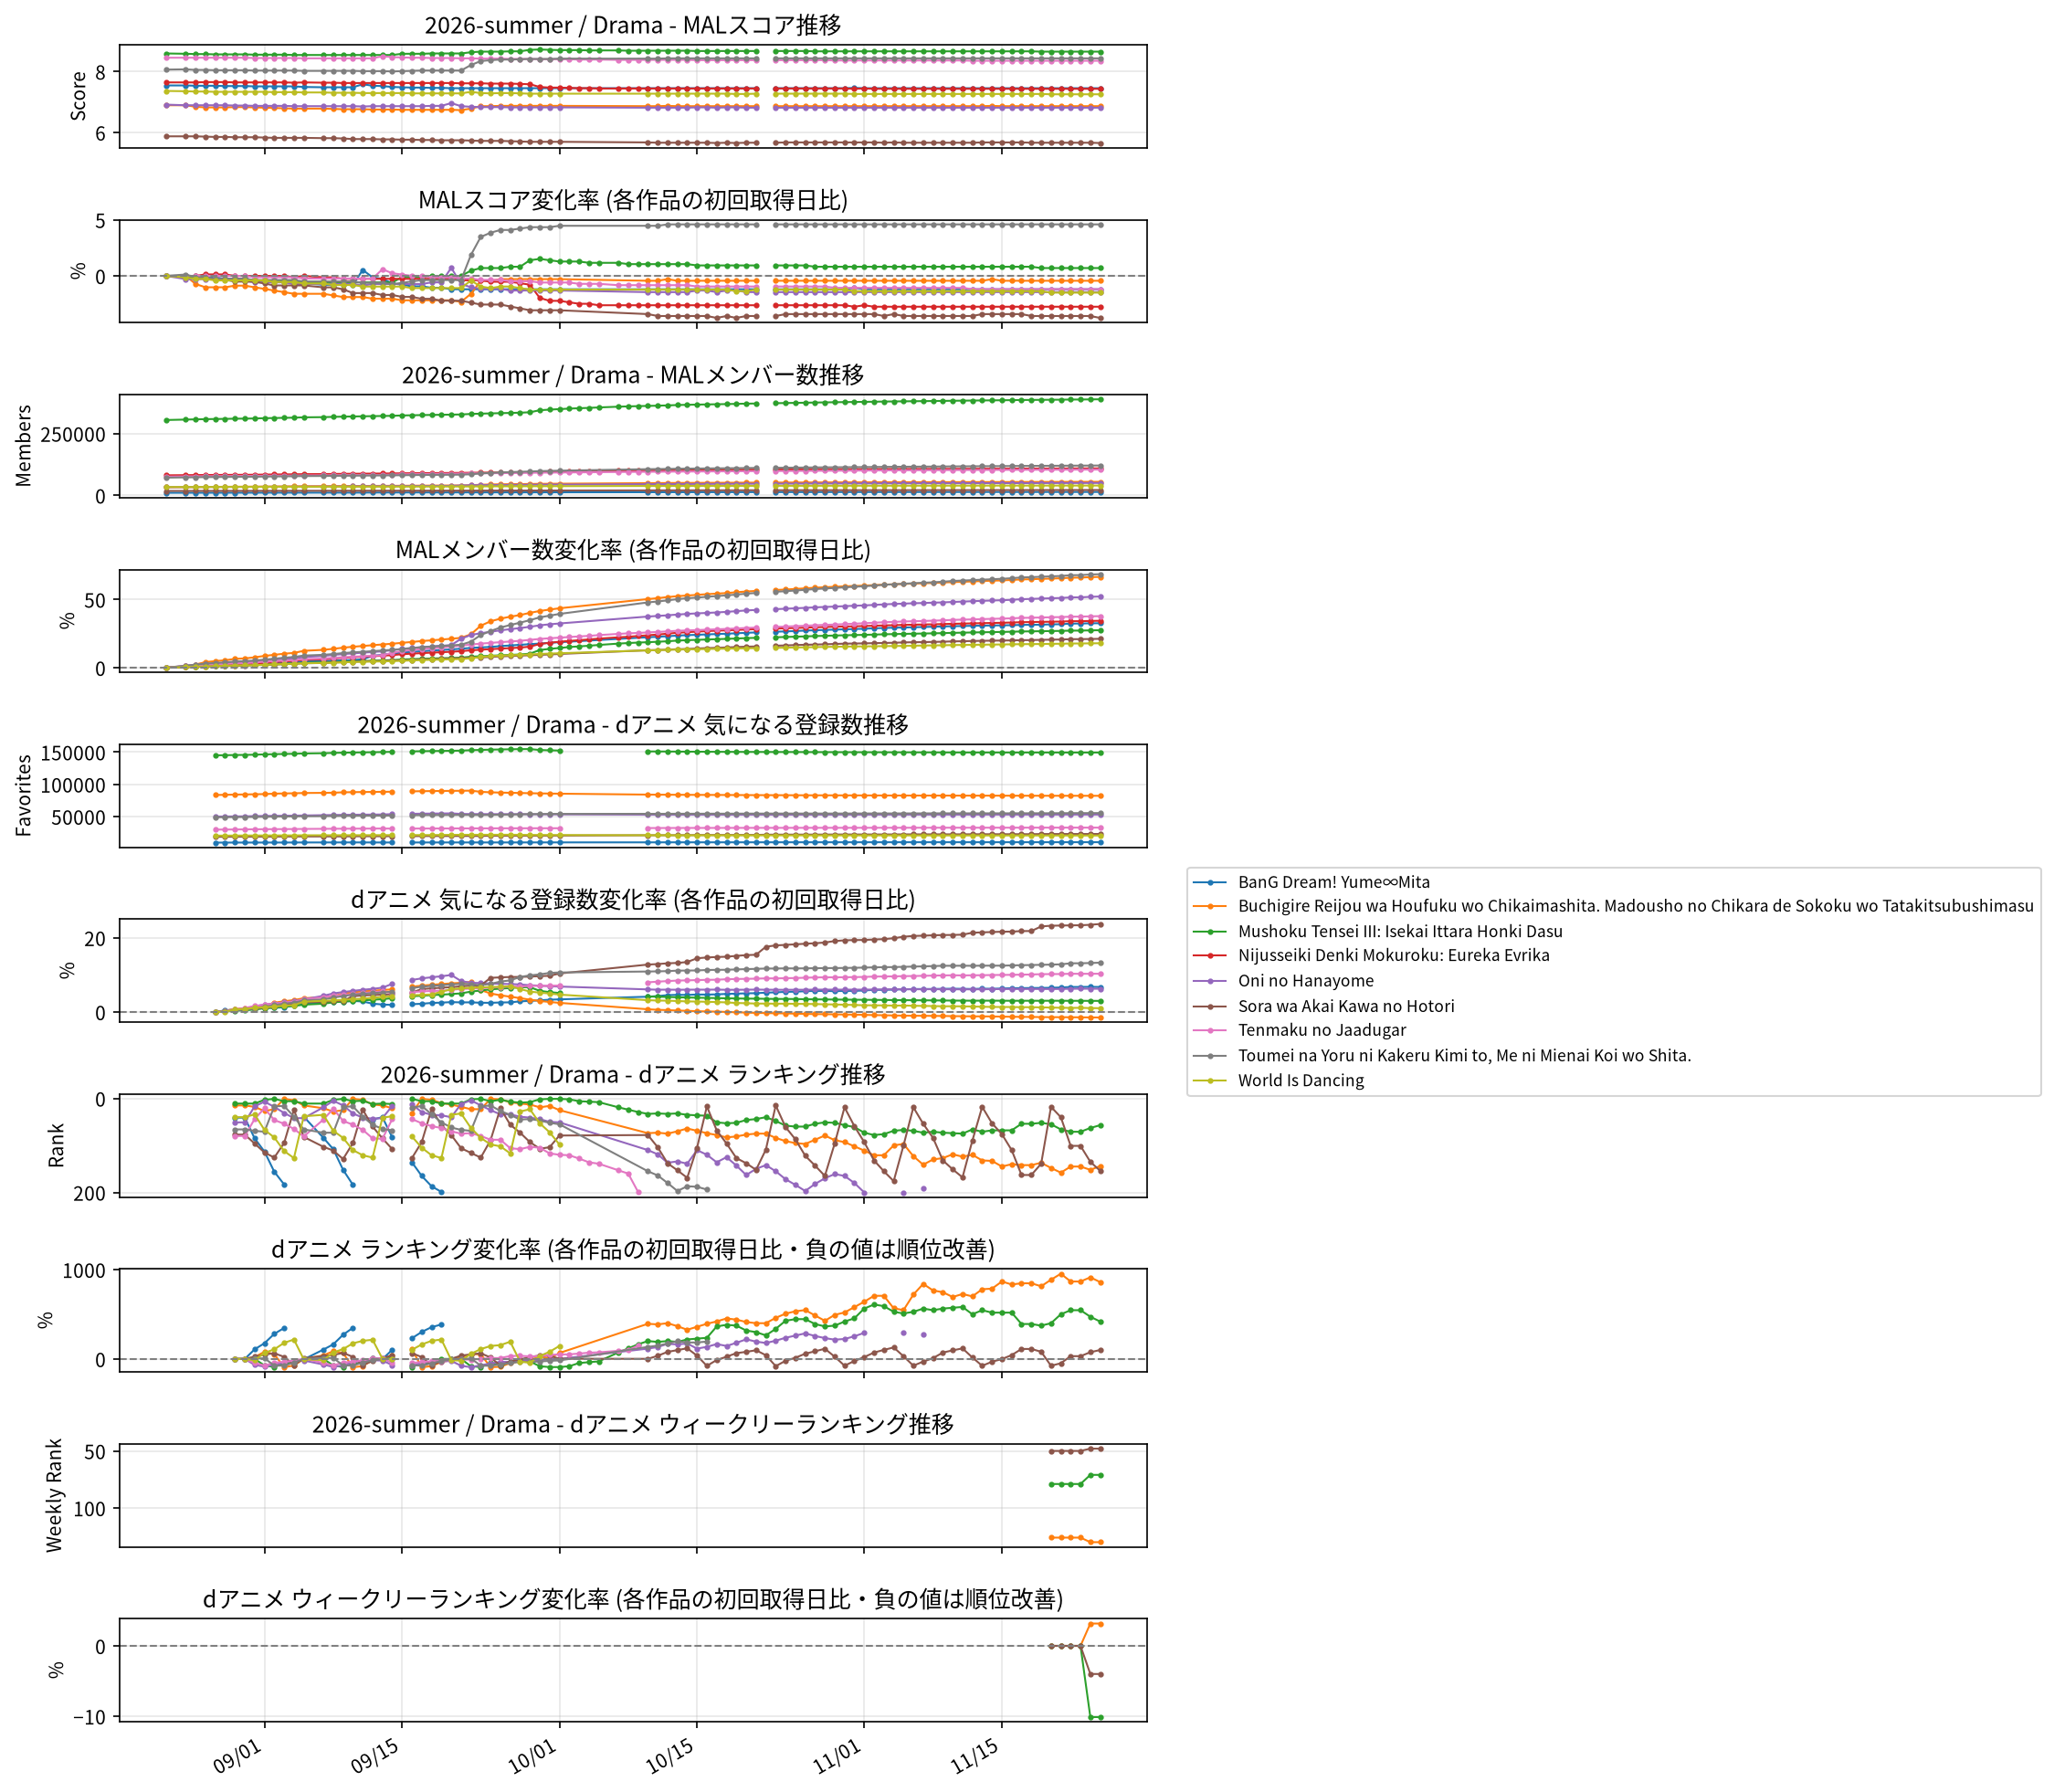 2026-summer / Drama - MALスコア推移
Score
8
6
MALスコア変化率 (各作品の初回取得日比)
%
5
0
2026-summer / Drama - MALメンバー数推移
Members
250000
0
MALメンバー数変化率 (各作品の初回取得日比)
%
50
0
2026-summer / Drama - dアニメ 気になる登録数推移
Favorites
150000
100000
50000
dアニメ 気になる登録数変化率 (各作品の初回取得日比)
%
20
0
BanG Dream! Yume∞Mita
Buchigire Reijou wa Houfuku wo Chikaimashita. Madousho no Chikara de Sokoku wo Tatakitsubushimasu
Mushoku Tensei III: Isekai Ittara Honki Dasu
Nijusseiki Denki Mokuroku: Eureka Evrika
Oni no Hanayome
Sora wa Akai Kawa no Hotori
Tenmaku no Jaadugar
Toumei na Yoru ni Kakeru Kimi to, Me ni Mienai Koi wo Shita.
World Is Dancing
2026-summer / Drama - dアニメ ランキング推移
Rank
0
200
dアニメ ランキング変化率 (各作品の初回取得日比・負の値は順位改善)
%
1000
0
2026-summer / Drama - dアニメ ウィークリーランキング推移
Weekly Rank
50
100
dアニメ ウィークリーランキング変化率 (各作品の初回取得日比・負の値は順位改善)
%
0
−10
09/01
09/15
10/01
10/15
11/01
11/15